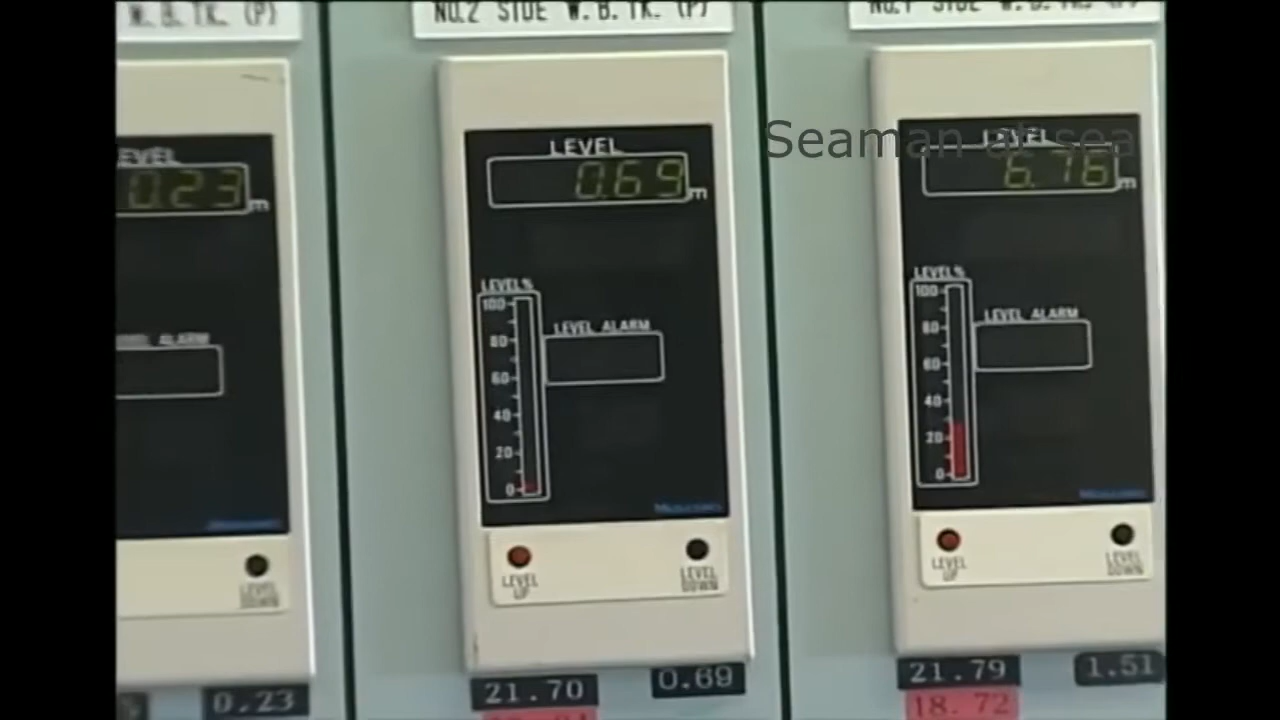 W.B.TK.(P)
NO.2 SIDE W.B.TK.(P)
NO.1 SIDE W.B.TK.(P)
Seaman at sea
EVEL
0.23 m
ALARM
LEVEL
DOWN
0.23
LEVEL
0.69 m
LEVEL%
100
80
60
40
20
0
LEVEL ALARM
LEVEL
UP
LEVEL
DOWN
21.70
0.69
LEVEL
6.76 m
LEVEL%
100
80
60
40
20
0
LEVEL ALARM
LEVEL
UP
LEVEL
DOWN
21.79
1.51
18.72